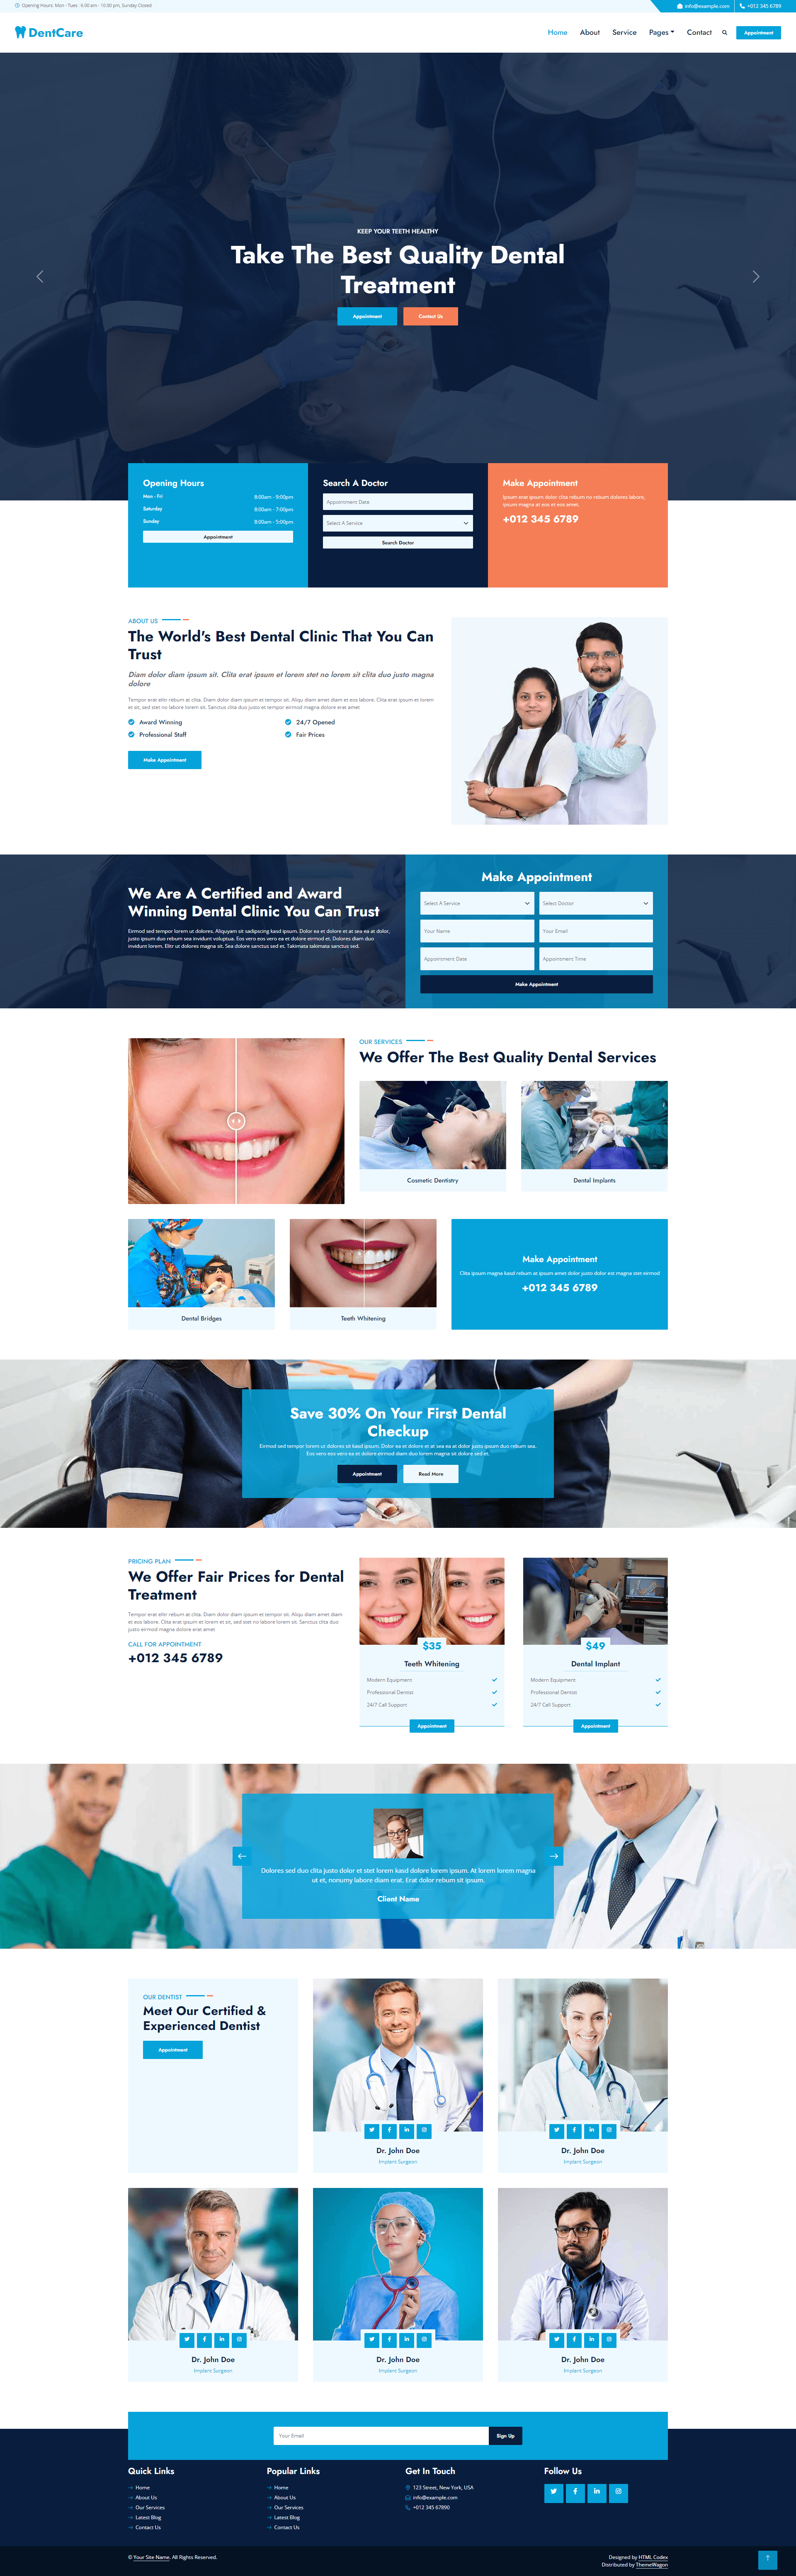 Opening Hours: Mon - Tues : 6.00 am - 10.00 pm, Sunday Closed
info@example.com
+012 345 6789
DentCare
Home
About
Service
Pages
Contact
Appointment
KEEP YOUR TEETH HEALTHY
Take The Best Quality Dental
Treatment
Appointment
Contact Us
Opening Hours
Mon - Fri
8:00am - 9:00pm
Saturday
8:00am - 7:00pm
Sunday
8:00am - 5:00pm
Appointment
Search A Doctor
Appointment Date
Select A Service
Search Doctor
Make Appointment
Ipsum erat ipsum dolor clita rebum no rebum dolores labore,
ipsum magna at eos et eos amet.
+012 345 6789
ABOUT US
The World's Best Dental Clinic That You Can
Trust
Diam dolor diam ipsum sit. Clita erat ipsum et lorem stet no lorem sit clita duo justo magna
dolore
Tempor erat elitr rebum at clita. Diam dolor diam ipsum et tempor sit. Aliqu diam amet diam et eos labore. Clita erat ipsum et lorem
et sit, sed stet no labore lorem sit. Sanctus clita duo justo et tempor eirmod magna dolore erat amet
Award Winning
24/7 Opened
Professional Staff
Fair Prices
Make Appointment
We Are A Certified and Award
Winning Dental Clinic You Can Trust
Eirmod sed tempor lorem ut dolores. Aliquyam sit sadipscing kasd ipsum. Dolor ea et dolore et at sea ea at dolor,
justo ipsum duo rebum sea invidunt voluptua. Eos vero eos vero ea et dolore eirmod et. Dolores diam duo
invidunt lorem. Elitr ut dolores magna sit. Sea dolore sanctus sed et. Takimata takimata sanctus sed.
Make Appointment
Select A Service
Select Doctor
Your Name
Your Email
Appointment Date
Appointment Time
Make Appointment
OUR SERVICES
We Offer The Best Quality Dental Services
Cosmetic Dentistry
Dental Implants
Dental Bridges
Teeth Whitening
Make Appointment
Clita ipsum magna kasd rebum at ipsum amet dolor justo dolor est magna stet eirmod
+012 345 6789
Save 30% On Your First Dental
Checkup
Eirmod sed tempor lorem ut dolores sit kasd ipsum. Dolor ea et dolore et at sea ea at dolor justo ipsum duo rebum sea.
Eos vero eos vero ea et dolore eirmod diam duo lorem magna sit dolore sed et.
Appointment
Read More
PRICING PLAN
We Offer Fair Prices for Dental
Treatment
Tempor erat elitr rebum at clita. Diam dolor diam ipsum et tempor sit. Aliqu diam amet diam
et eos labore. Clita erat ipsum et lorem et sit, sed stet no labore lorem sit. Sanctus clita duo
justo eirmod magna dolore erat amet
CALL FOR APPOINTMENT
+012 345 6789
$35
Teeth Whitening
Modern Equipment
Professional Dentist
24/7 Call Support
Appointment
$49
Dental Implant
Modern Equipment
Professional Dentist
24/7 Call Support
Appointment
Dolores sed duo clita justo dolor et stet lorem kasd dolore lorem ipsum. At lorem lorem magna
ut et, nonumy labore diam erat. Erat dolor rebum sit ipsum.
Client Name
OUR DENTIST
Meet Our Certified &
Experienced Dentist
Appointment
Dr. John Doe
Implant Surgeon
Dr. John Doe
Implant Surgeon
Dr. John Doe
Implant Surgeon
Dr. John Doe
Implant Surgeon
Dr. John Doe
Implant Surgeon
Your Email
Sign Up
Quick Links
Home
About Us
Our Services
Latest Blog
Contact Us
Popular Links
Home
About Us
Our Services
Latest Blog
Contact Us
Get In Touch
123 Street, New York, USA
info@example.com
+012 345 67890
Follow Us
© Your Site Name. All Rights Reserved.
Designed by HTML Codex
Distributed by ThemeWagon